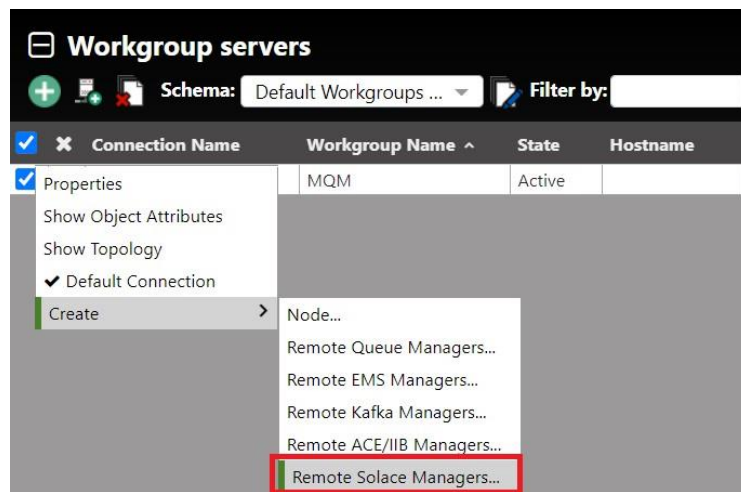 Workgroup servers
Schema: Default Workgroups ... Filter by:
Connection Name Workgroup Name State Hostname
MQM Active
Properties
Show Object Attributes
Show Topology
Default Connection
Create
Node...
Remote Queue Managers...
Remote EMS Managers...
Remote Kafka Managers...
Remote ACE/IIB Managers...
Remote Solace Managers...